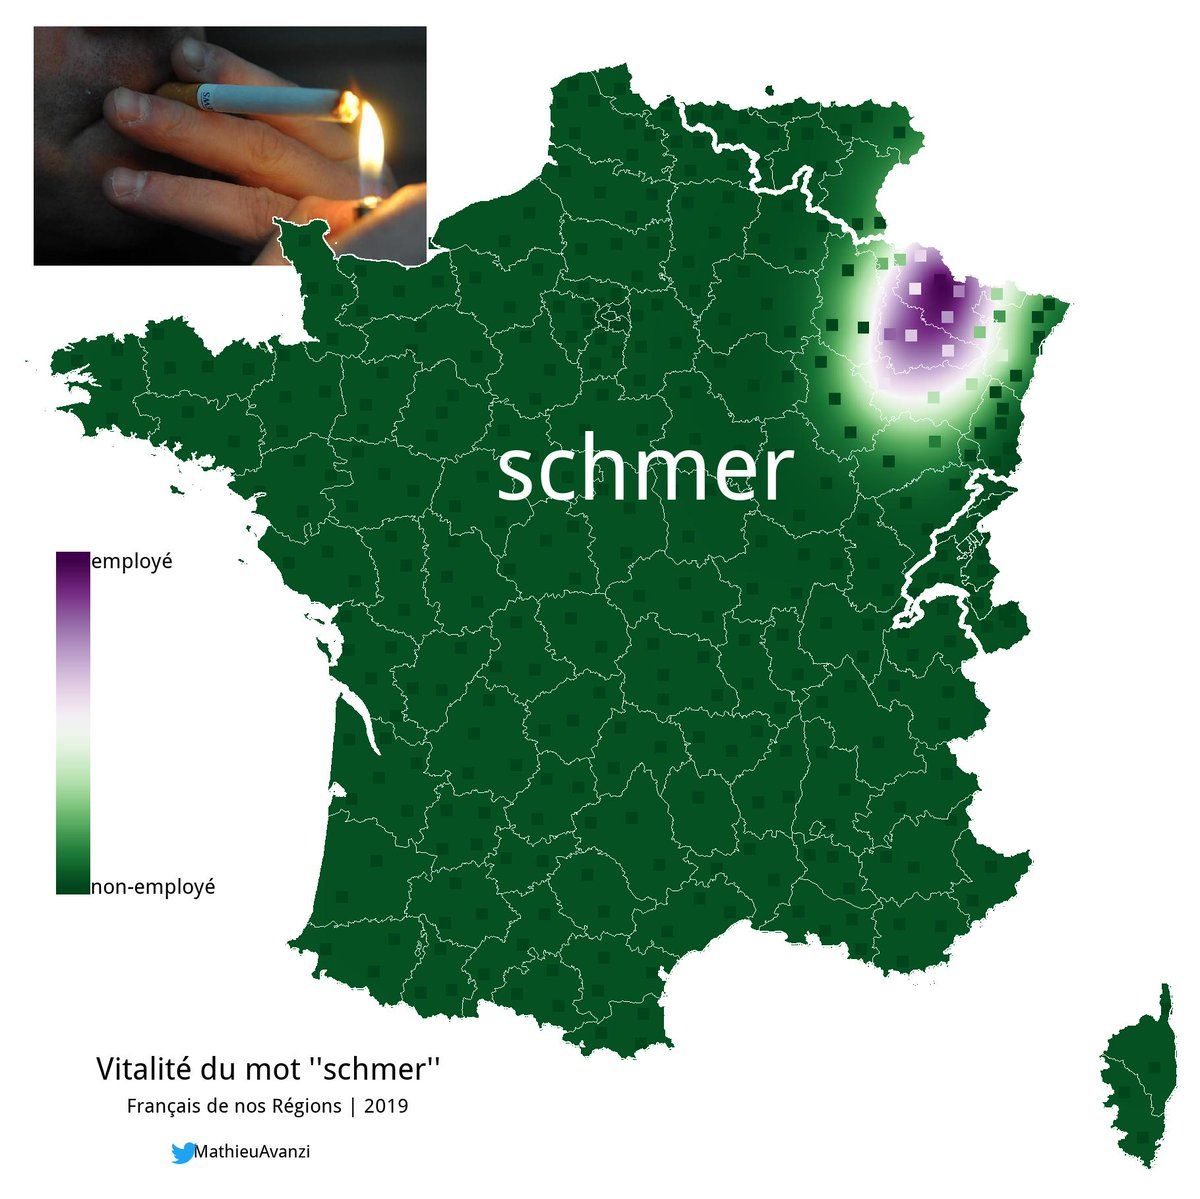 schmer
employé
non-employé
Vitalité du mot ''schmer''
Français de nos Régions | 2019
MathieuAvanzi